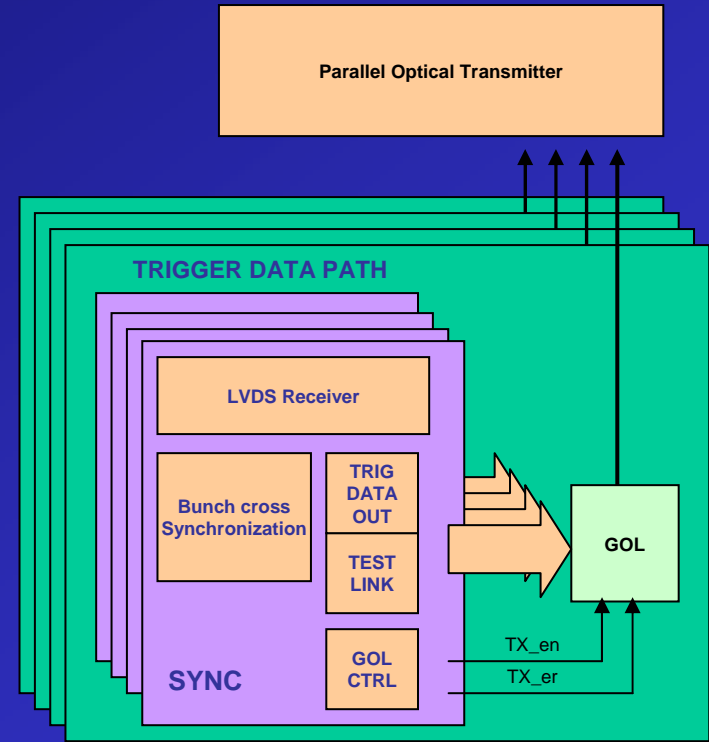 Parallel Optical Transmitter
TRIGGER DATA PATH
LVDS Receiver
Bunch cross
Synchronization
TRIG
DATA
OUT
TEST
LINK
GOL
TX_en
TX_er
GOL
CTRL
SYNC